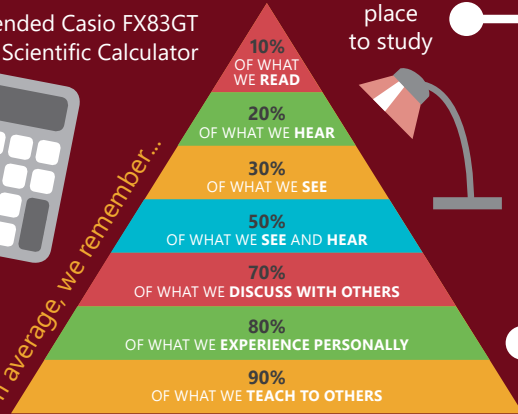 ended Casio FX83GT
Scientific Calculator
place
to study
average, we remember...
10%
OF WHAT
WE READ
20%
OF WHAT WE HEAR
30%
OF WHAT WE SEE
50%
OF WHAT WE SEE AND HEAR
70%
OF WHAT WE DISCUSS WITH OTHERS
80%
OF WHAT WE EXPERIENCE PERSONALLY
90%
OF WHAT WE TEACH TO OTHERS